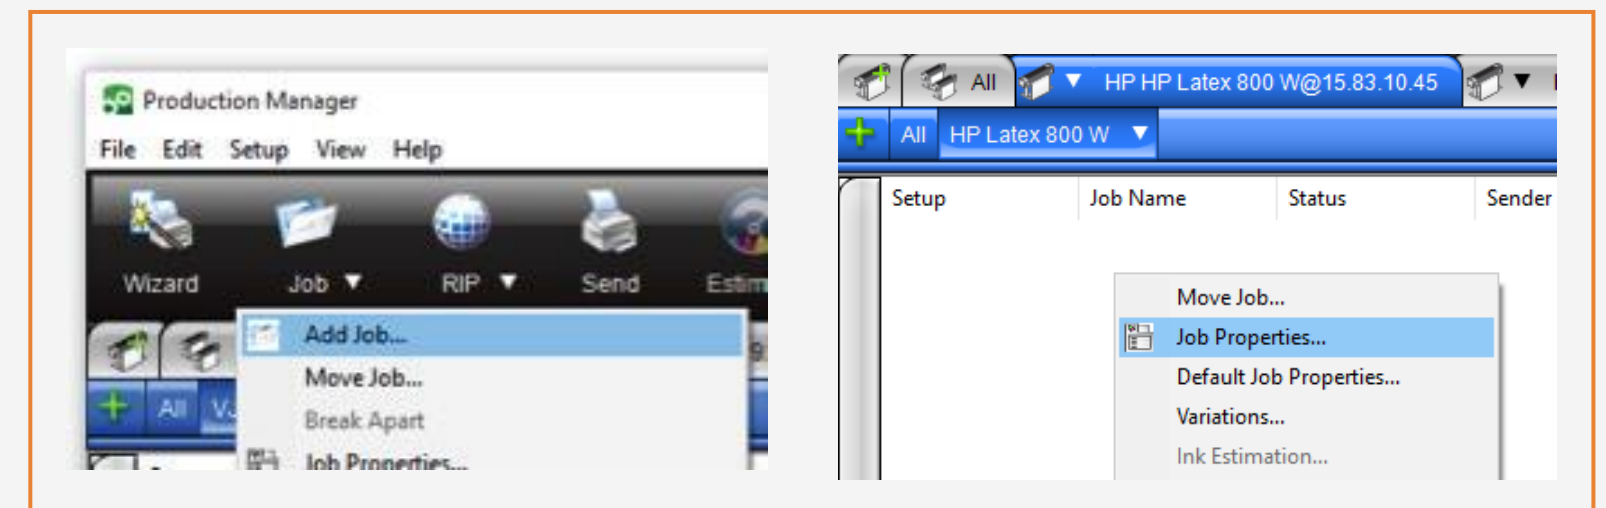 Production Manager
File Edit Setup View Help
Wizard Job RIP Send
Add Job...
Move Job...
All
Break Apart
Job Properties...
All HP HP Latex 800 W@15.83.10.45
All HP Latex 800 W
Setup Job Name Status Sender
Move Job...
Job Properties...
Default Job Properties...
Variations...
Ink Estimation...